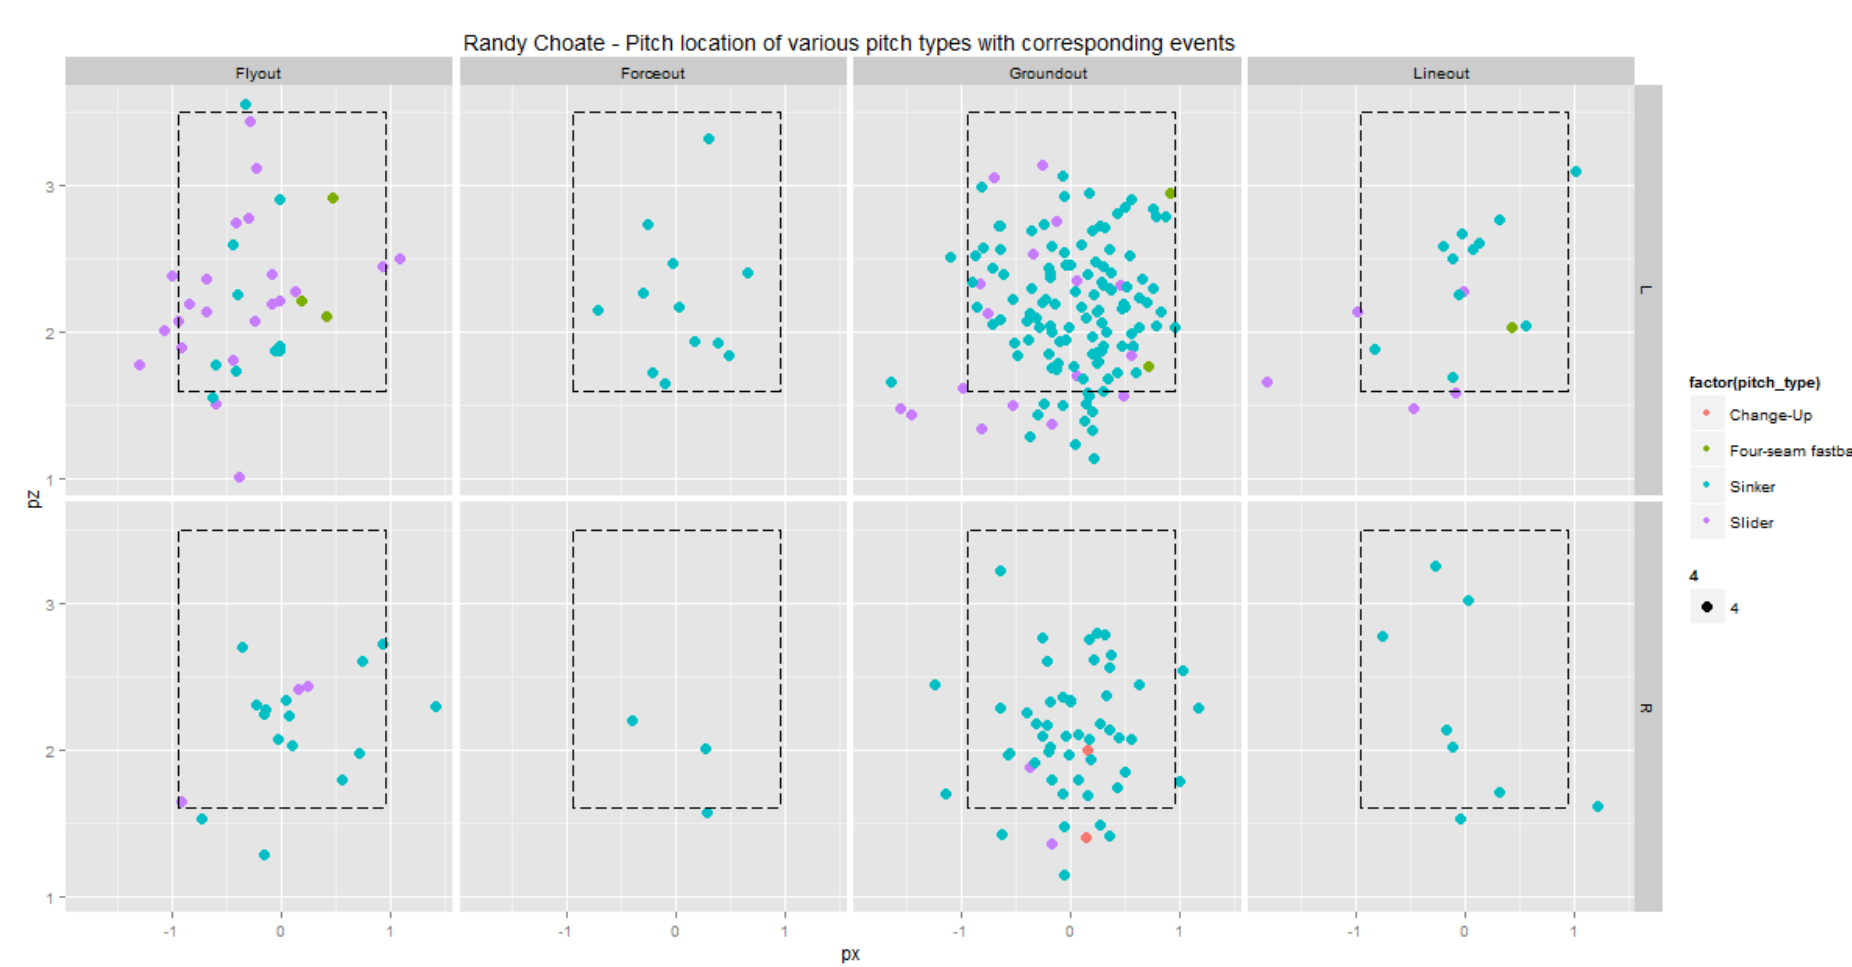 Randy Choate - Pitch location of various pitch types with corresponding events
Flyout
Forceout
Groundout
Lineout
3
2
1
L
3
2
1
R
pz
-1
0
1
-1
0
1
-1
0
1
-1
0
1
px
factor(pitch_type)
Change-Up
Four-seam fastba
Sinker
Slider
4
4